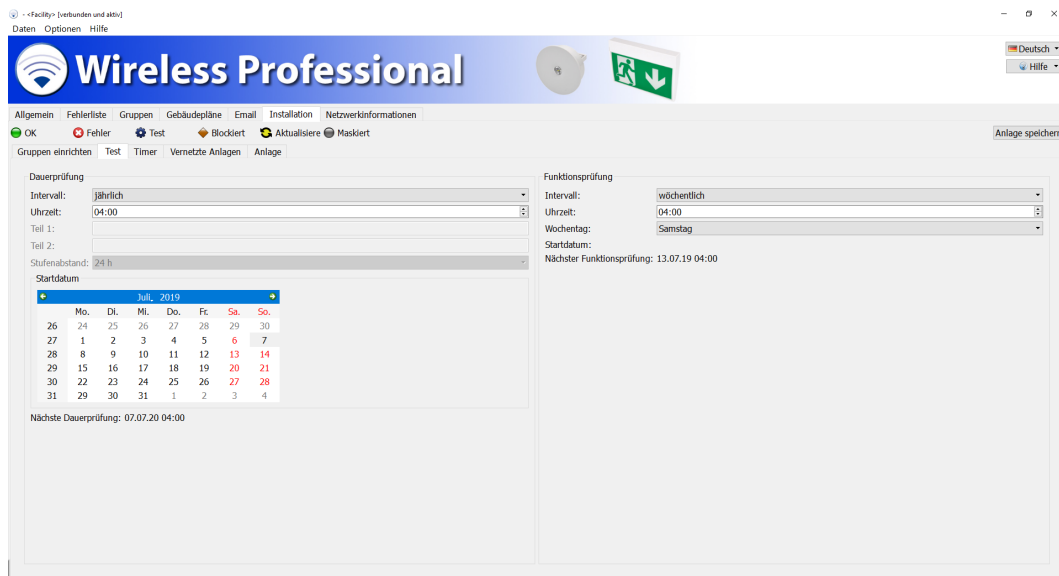 - <Facility> [verbunden und aktiv]
Daten Optionen Hilfe
Wireless Professional
Deutsch
Hilfe
Allgemein Fehlerliste Gruppen Gebäudepläne Email Installation Netzwerkinformationen
OK Fehler Test Blockiert Aktualisiere Maskiert Anlage speichern
Gruppen einrichten Test Timer Vernetzte Anlagen Anlage
Dauerprüfung
Intervall: jährlich
Uhrzeit: 04:00
Teil 1:
Teil 2:
Stufenabstand: 24 h
Startdatum
Juli, 2019
Mo. Di. Mi. Do. Fr. Sa. So.
26 24 25 26 27 28 29 30
27 1 2 3 4 5 6 7
28 8 9 10 11 12 13 14
29 15 16 17 18 19 20 21
30 22 23 24 25 26 27 28
31 29 30 31 1 2 3 4
Nächste Dauerprüfung: 07.07.20 04:00
Funktionsprüfung
Intervall: wöchentlich
Uhrzeit: 04:00
Wochentag: Samstag
Startdatum:
Nächster Funktionsprüfung: 13.07.19 04:00